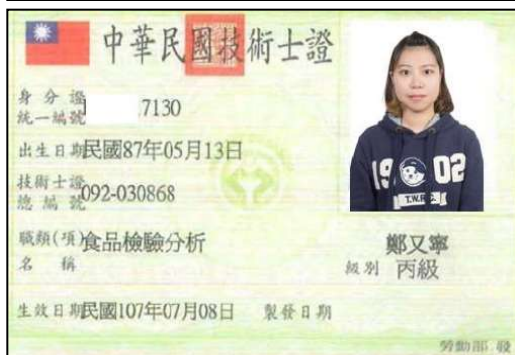 中華民國技術士證
身分證
統一編號 7130
出生日期民國87年05月13日
技術士證
總編號 092-030868
職類(項)食品檢驗分析
名稱
鄭又寧
級別 丙級
生效日期民國107年07月08日 製發日期
勞動部 發
19 02
T.W.R.C.